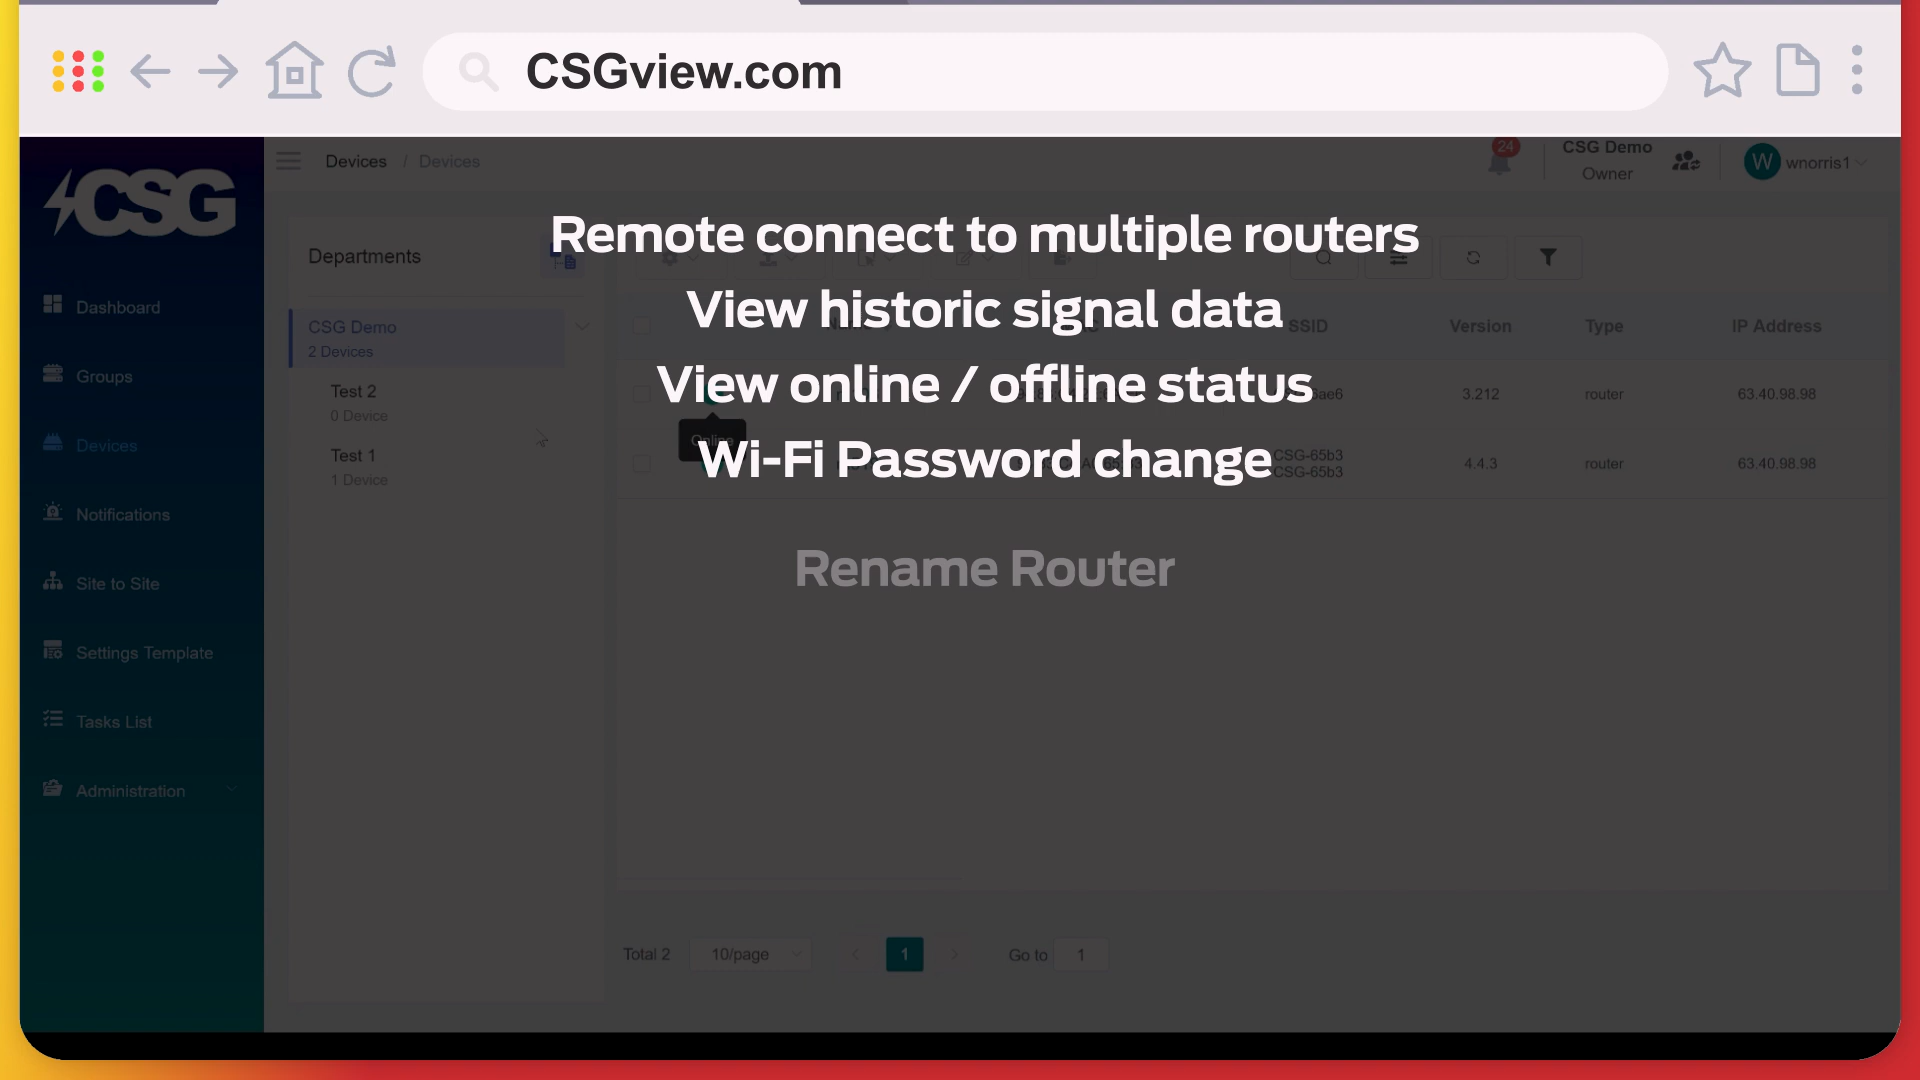 CSGview.com
CSG
Devices / Devices
24
CSG Demo
Owner
W wnorris1
Remote connect to multiple routers
View historic signal data
View online / offline status
Wi-Fi Password change
Rename Router
Departments
CSG Demo
2 Devices
Test 2
0 Device
Test 1
1 Device
Dashboard
Groups
Devices
Notifications
Site to Site
Settings Template
Tasks List
Administration
SSID Version Type IP Address
3.212 router 63.40.98.98
Online
CSG-65b3
CSG-65b3
4.4.3 router 63.40.98.98
Total 2 10/page < 1 > Go to 1